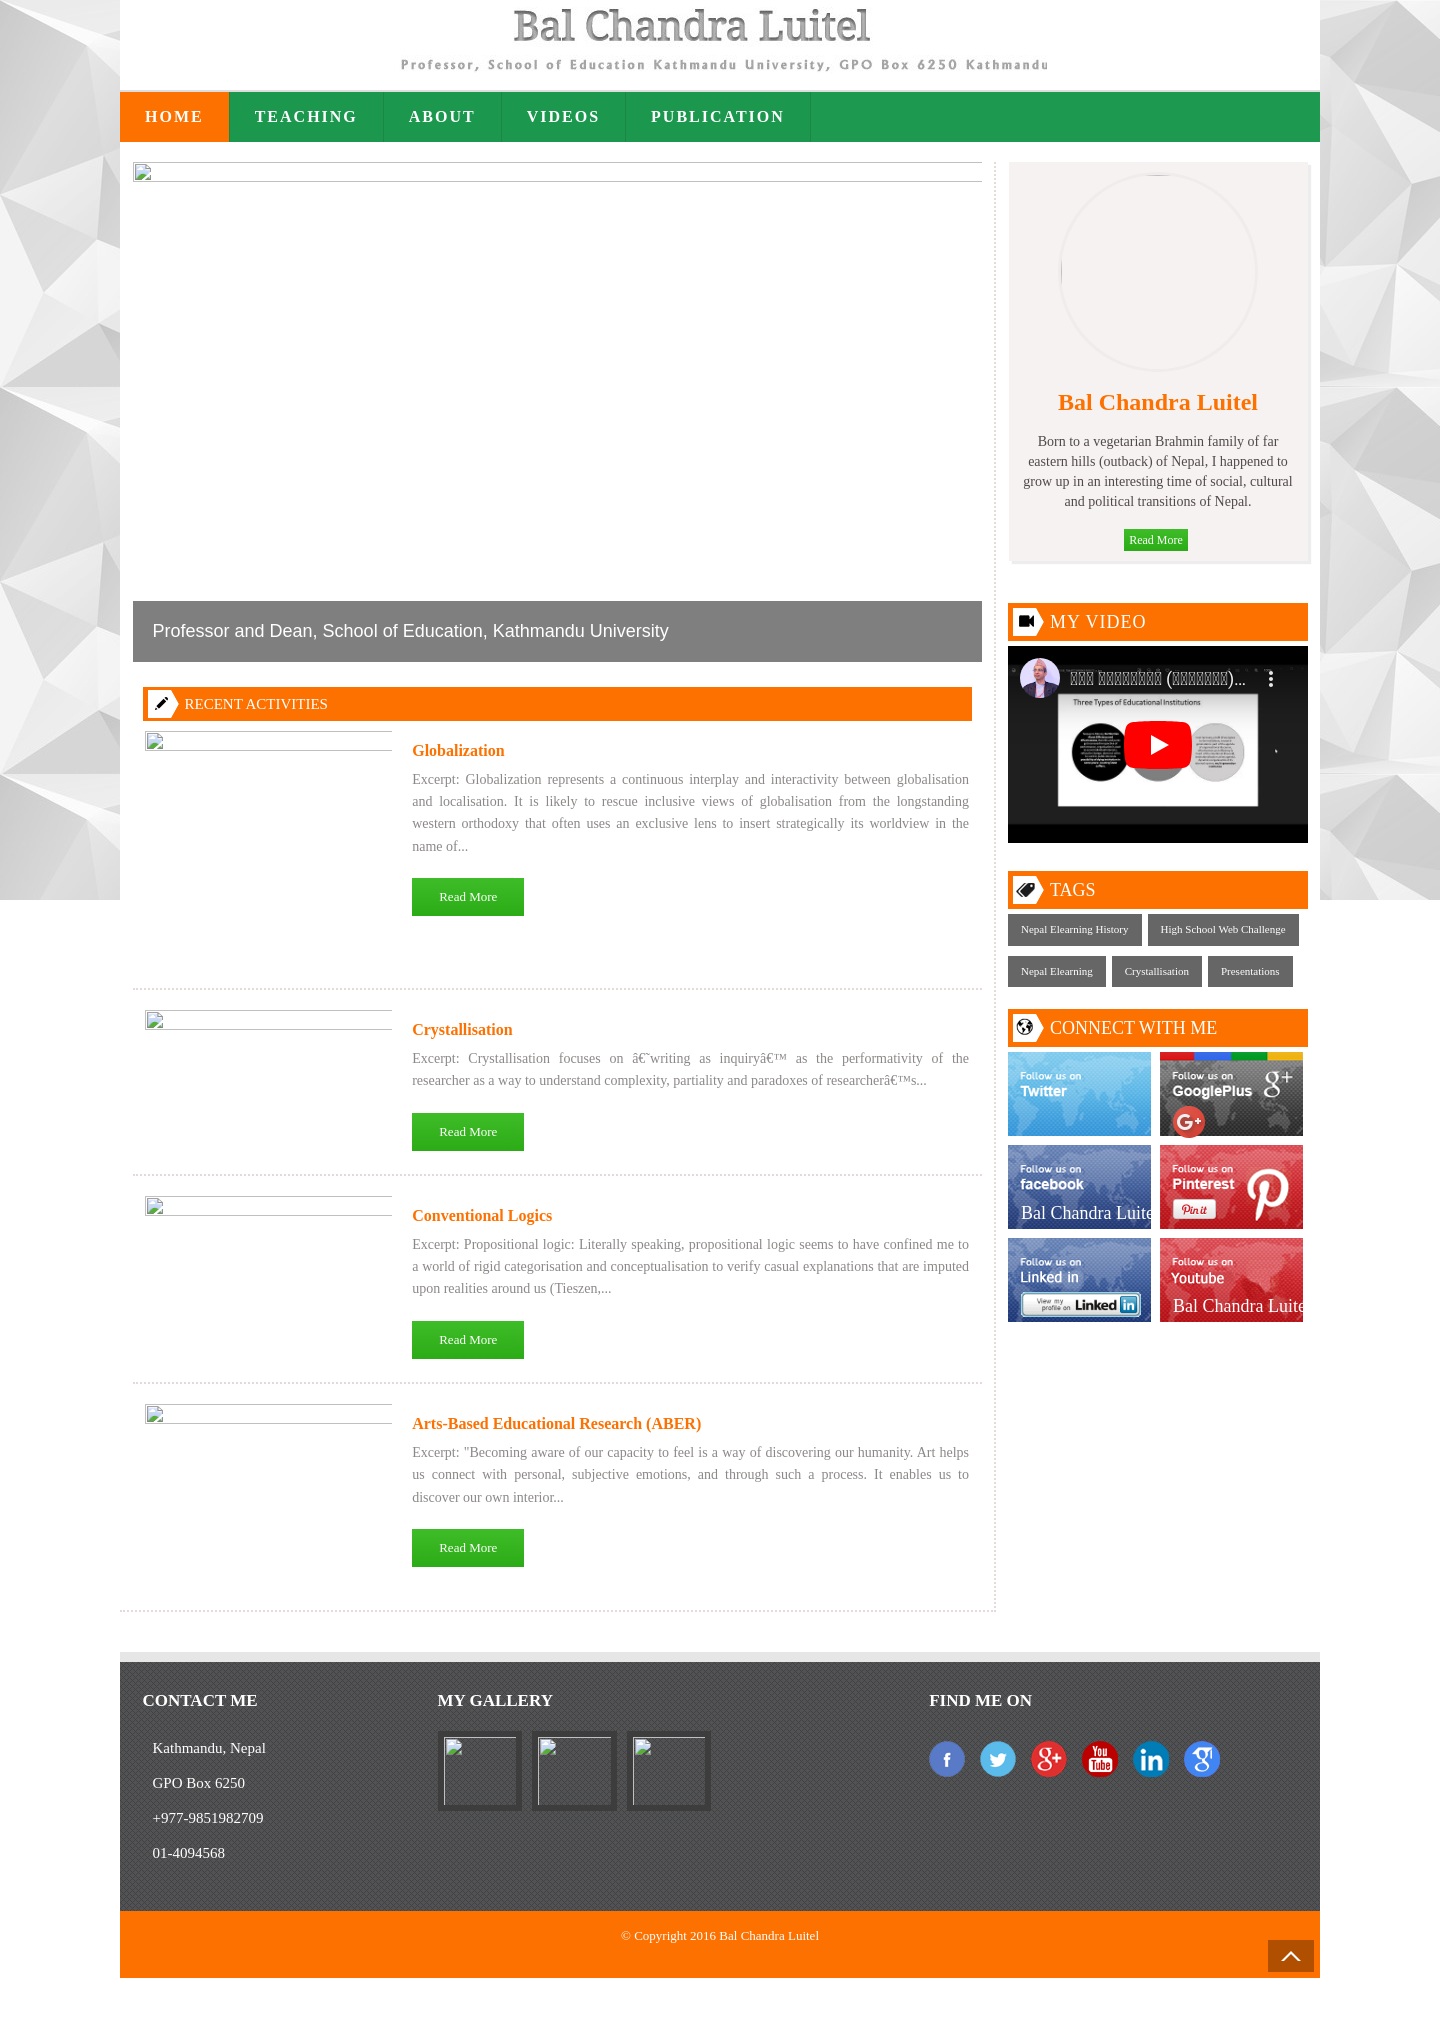 Bal Chandra Luitel
Professor, School of Education Kathmandu University, GPO Box 6250 Kathmandu
HOME TEACHING ABOUT VIDEOS PUBLICATION
Professor and Dean, School of Education, Kathmandu University
RECENT ACTIVITIES
Globalization
Excerpt: Globalization represents a continuous interplay and interactivity between globalisation
and localisation. It is likely to rescue inclusive views of globalisation from the longstanding
western orthodoxy that often uses an exclusive lens to insert strategically its worldview in the
name of...
Read More
Crystallisation
Excerpt: Crystallisation focuses on â€˜writing as inquiryâ€™ as the performativity of the
researcher as a way to understand complexity, partiality and paradoxes of researcherâ€™s...
Read More
Conventional Logics
Excerpt: Propositional logic: Literally speaking, propositional logic seems to have confined me to
a world of rigid categorisation and conceptualisation to verify casual explanations that are imputed
upon realities around us (Tieszen,...
Read More
Arts-Based Educational Research (ABER)
Excerpt: "Becoming aware of our capacity to feel is a way of discovering our humanity. Art helps
us connect with personal, subjective emotions, and through such a process. It enables us to
discover our own interior...
Read More
Bal Chandra Luitel
Born to a vegetarian Brahmin family of far
eastern hills (outback) of Nepal, I happened to
grow up in an interesting time of social, cultural
and political transitions of Nepal.
Read More
MY VIDEO
Three Types of Educational Institutions
TAGS
Nepal Elearning History High School Web Challenge
Nepal Elearning Crystallisation Presentations
CONNECT WITH ME
Follow us on
Twitter
Follow us on
GooglePlus
g+
G+
Follow us on
facebook
Bal Chandra Luite
Follow us on
Pinterest
Pin it
Follow us on
Linked in
View my
profile on Linked in
Follow us on
Youtube
Bal Chandra Luite
CONTACT ME
Kathmandu, Nepal
GPO Box 6250
+977-9851982709
01-4094568
MY GALLERY
FIND ME ON
f g+ You Tube in g
© Copyright 2016 Bal Chandra Luitel